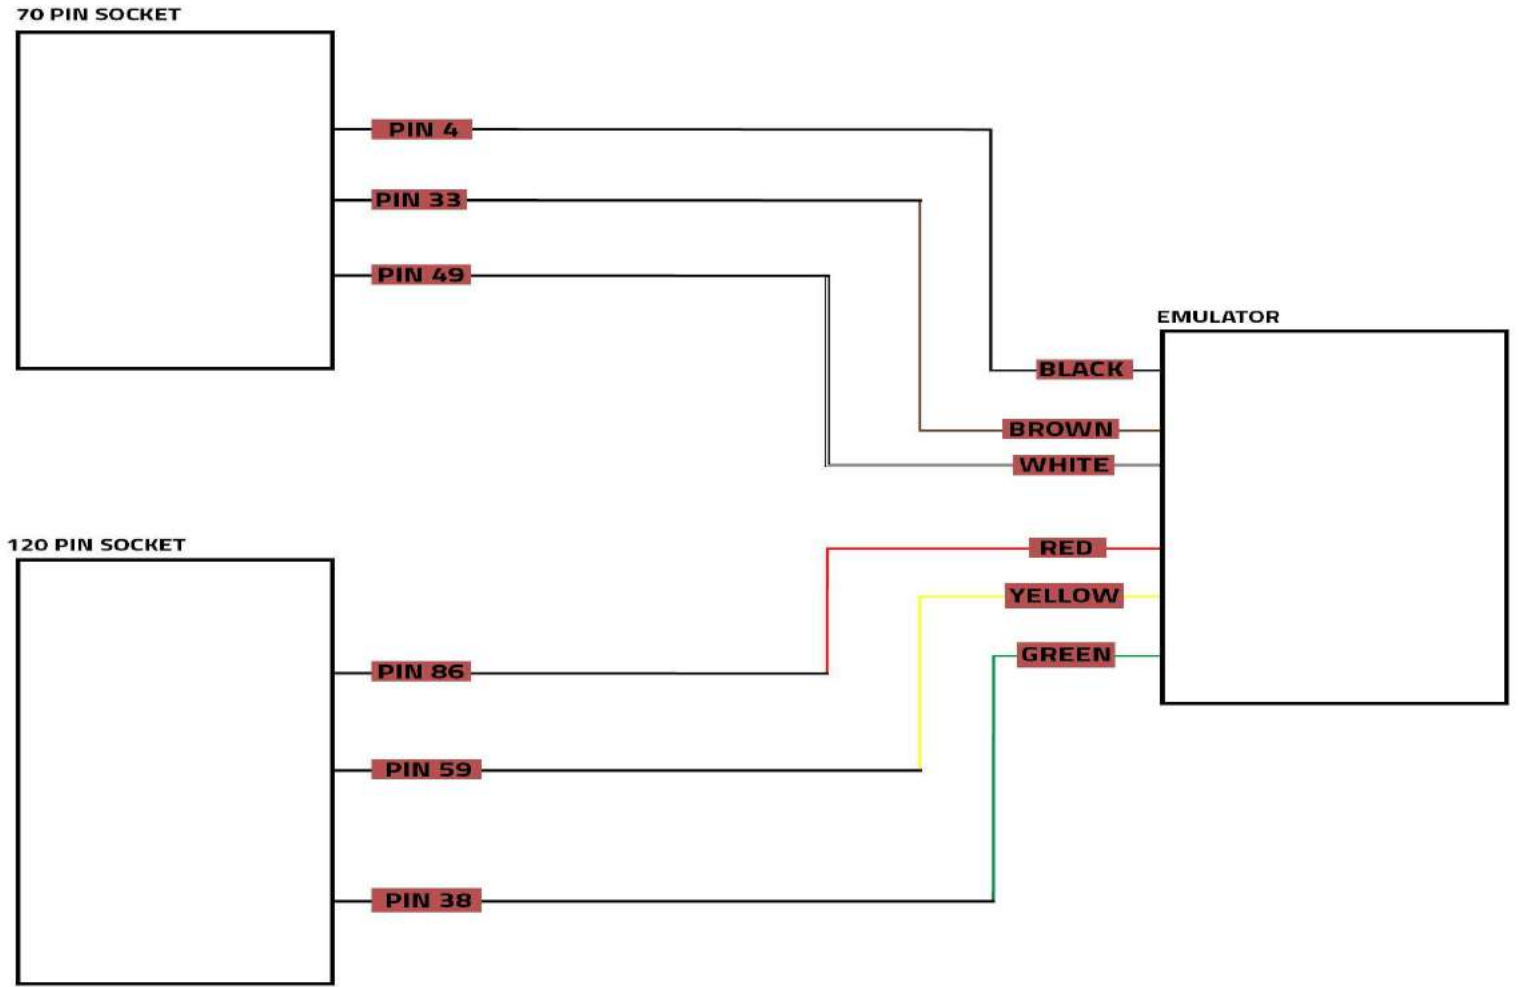 70 PIN SOCKET
PIN 4
PIN 33
PIN 49
EMULATOR
BLACK
BROWN
WHITE
120 PIN SOCKET
RED
YELLOW
GREEN
PIN 86
PIN 59
PIN 38